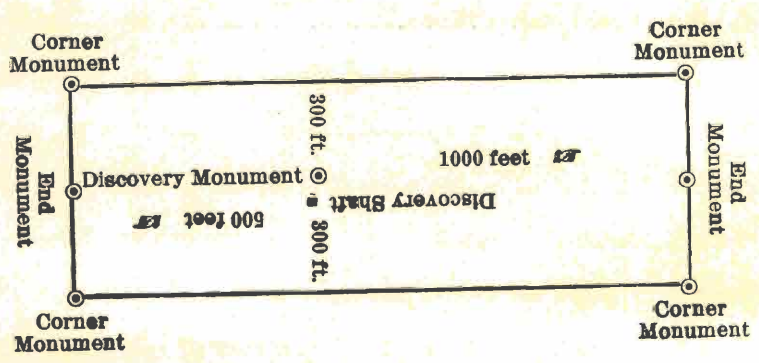 Corner
Monument
Corner
Monument
300 ft.
1000 feet
End
Monument
Discovery Monument
End
Monument
Discovery Shaft
500 feet
300 ft.
Corner
Monument
Corner
Monument